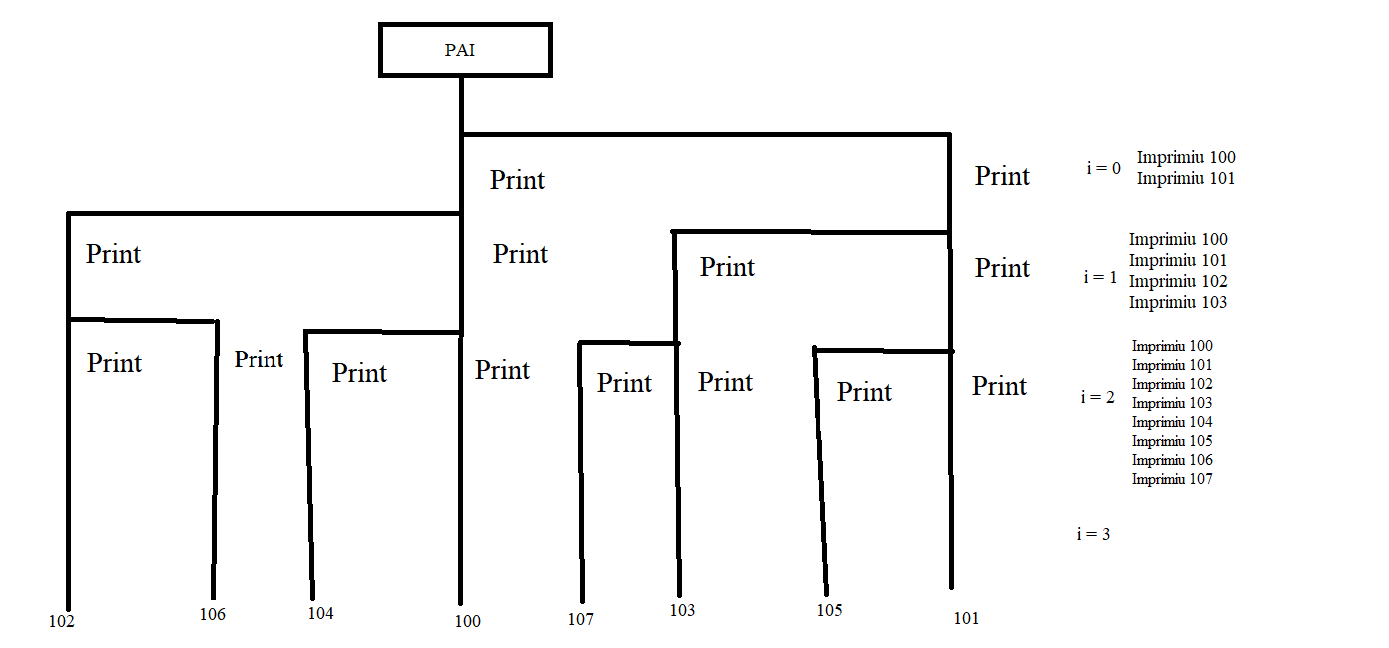 PAI
Print
Print
i = 0
Imprimiu 100
Imprimiu 101
Print
Print
Print
Print
i = 1
Imprimiu 100
Imprimiu 101
Imprimiu 102
Imprimiu 103
Print
Print
Print
Print
Print
Print
Print
Print
i = 2
Imprimiu 100
Imprimiu 101
Imprimiu 102
Imprimiu 103
Imprimiu 104
Imprimiu 105
Imprimiu 106
Imprimiu 107
i = 3
102
106
104
100
107
103
105
101